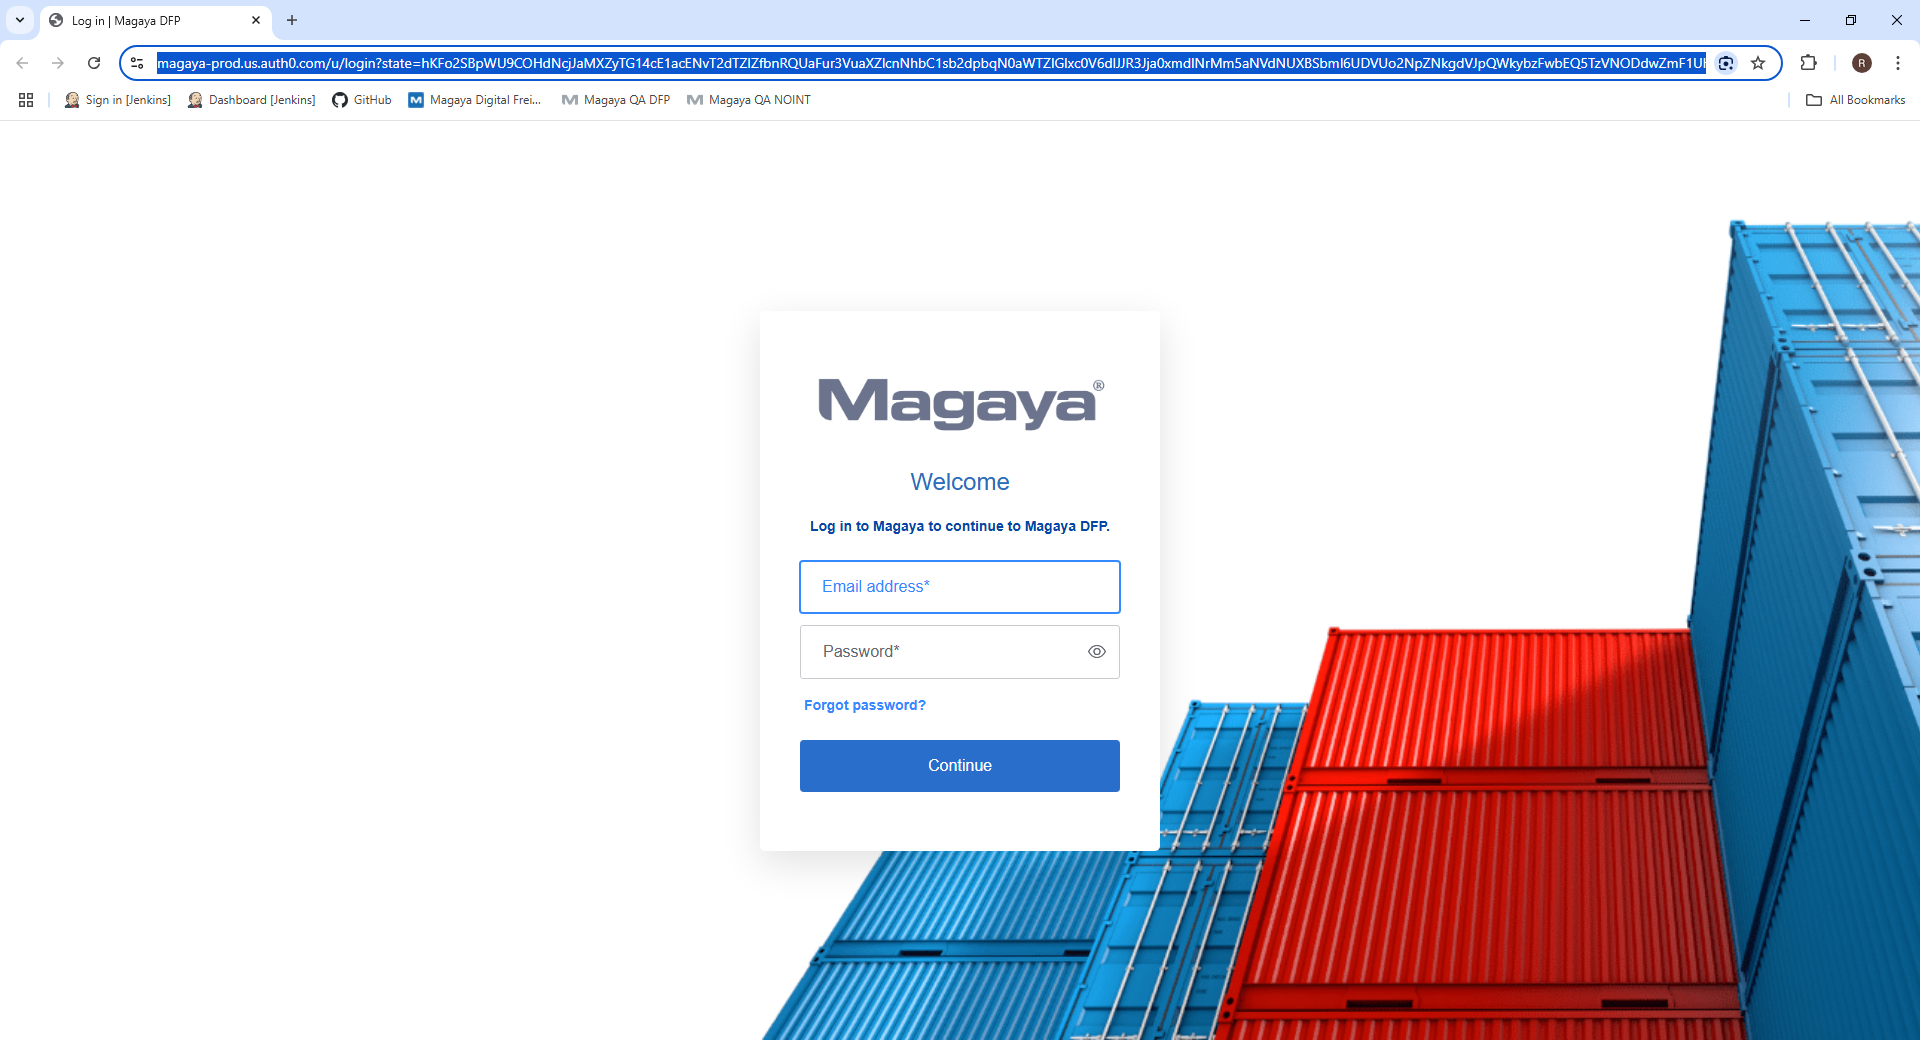 Log in | Magaya DFP
magaya-prod.us.auth0.com/u/login?state=
Sign in [Jenkins]
Dashboard [Jenkins]
GitHub
Magaya Digital Frei...
Magaya QA DFP
Magaya QA NOINT
All Bookmarks
R
Magaya®
Welcome
Log in to Magaya to continue to Magaya DFP.
Email address*
Password*
Forgot password?
Continue